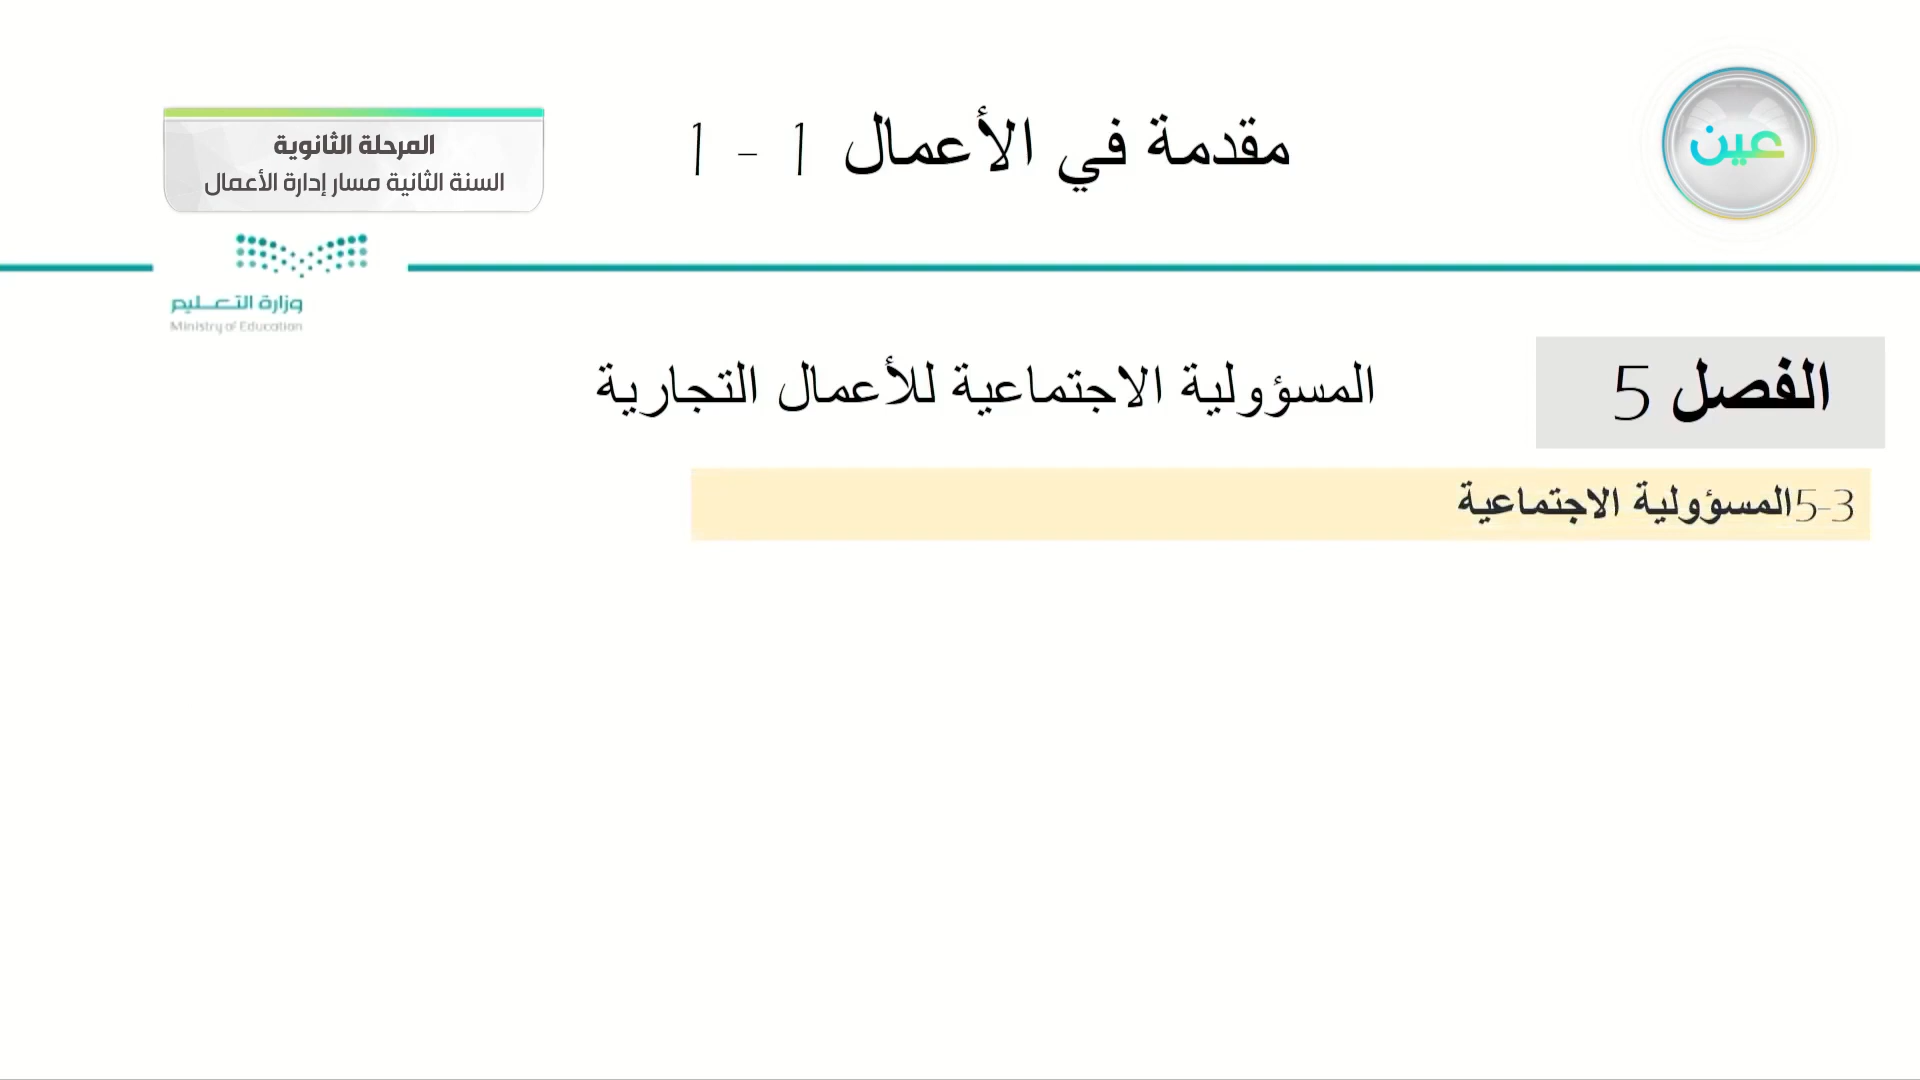 عين
مقدمة في الأعمال 1 - 1
المرحلة الثانوية
السنة الثانية مسار إدارة الأعمال
وزارة التعليم
Ministry of Education
الفصل 5
المسؤولية الاجتماعية للأعمال التجارية
5-3المسؤولية الاجتماعية